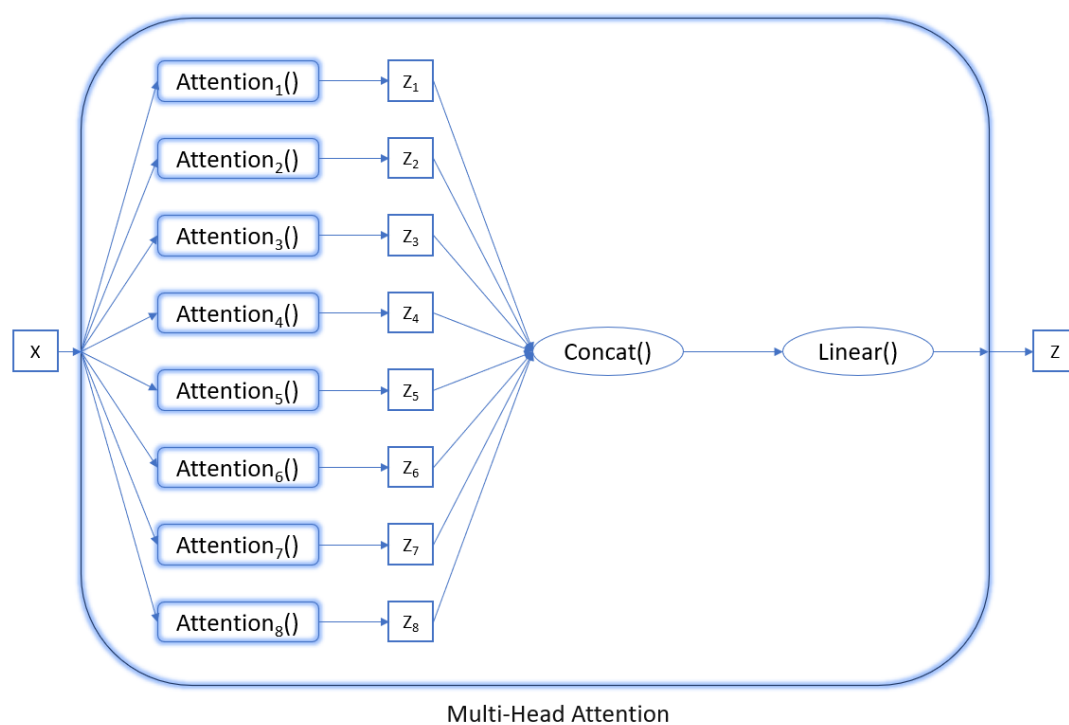 Attention₁() Z₁
Attention₂() Z₂
Attention₃() Z₃
Attention₄() Z₄
X Concat() Linear() Z
Attention₅() Z₅
Attention₆() Z₆
Attention₇() Z₇
Attention₈() Z₈
Multi-Head Attention